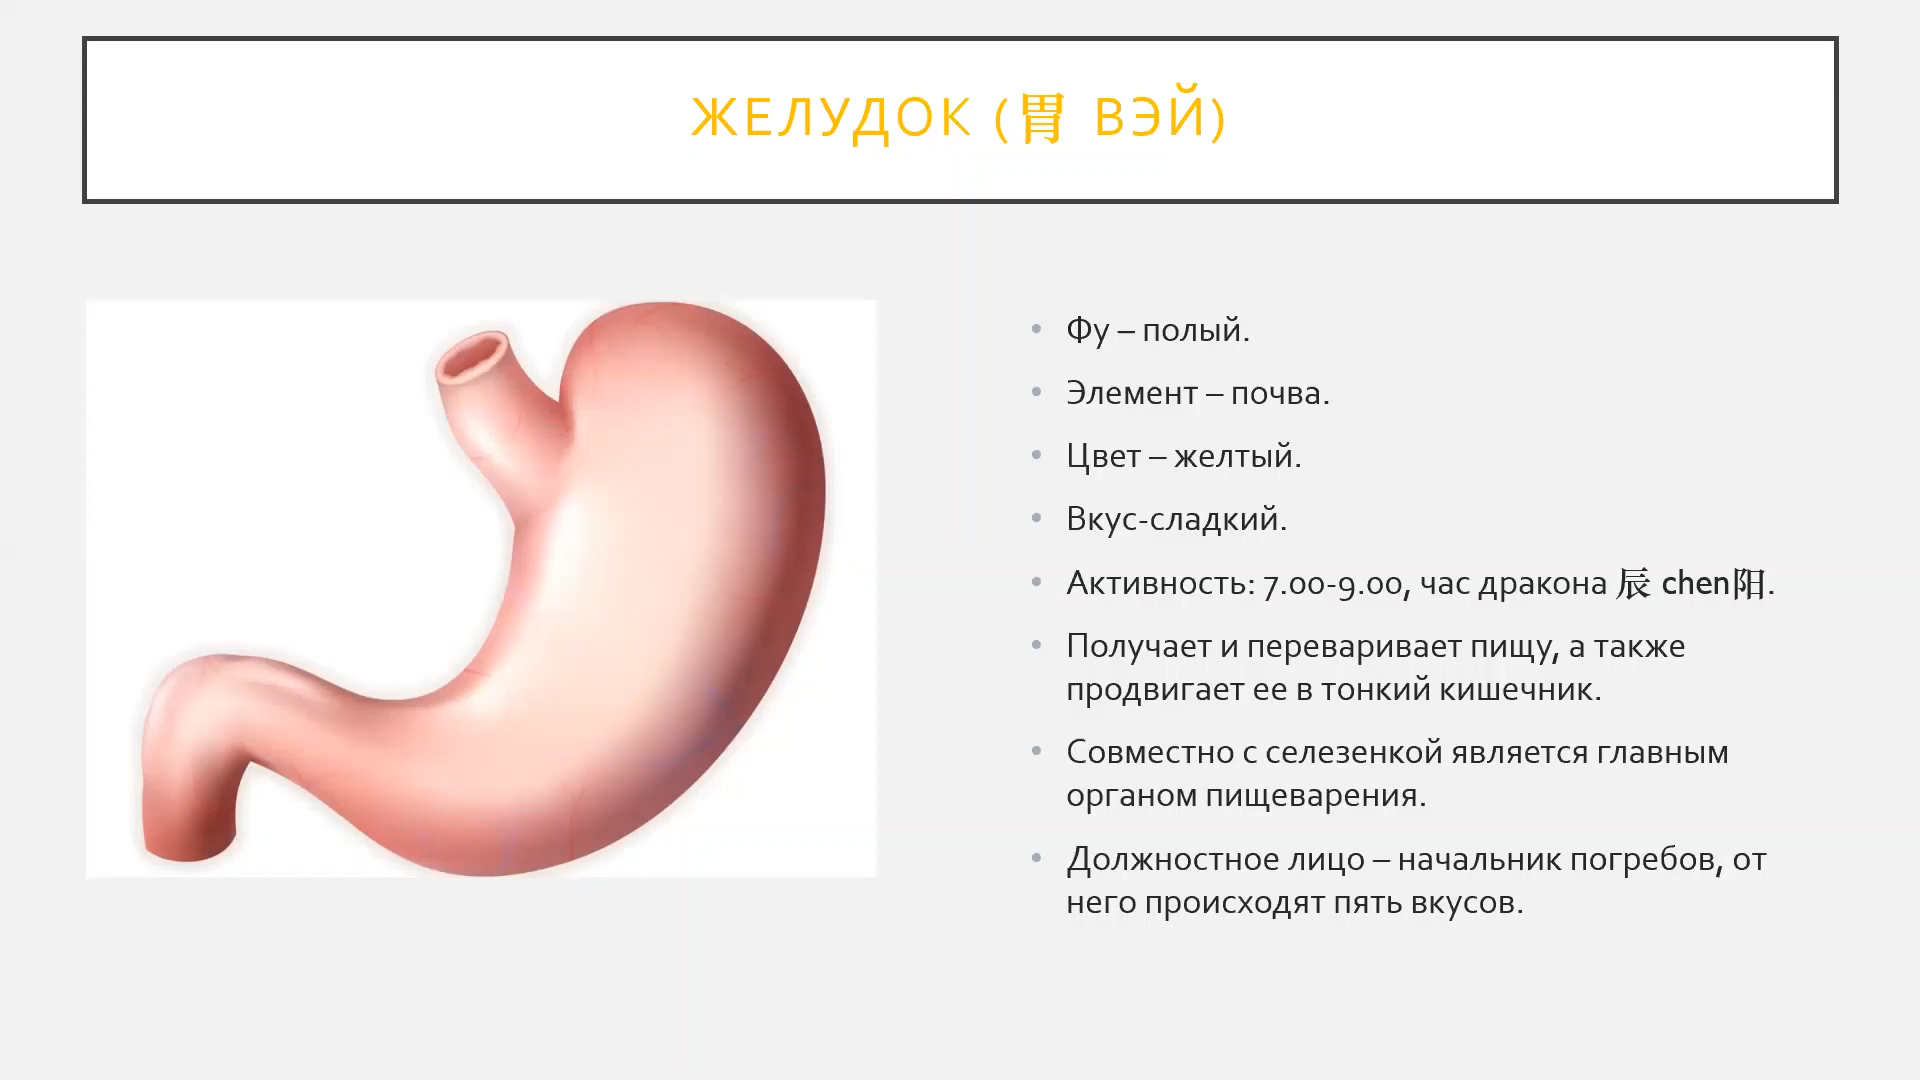 ЖЕЛУДОК (胃 ВЭЙ)
Фу – полый.
Элемент – почва.
Цвет – желтый.
Вкус-сладкий.
Активность: 7.00-9.00, час дракона 辰 chen阳.
Получает и переваривает пищу, а также
продвигает ее в тонкий кишечник.
Совместно с селезенкой является главным
органом пищеварения.
Должностное лицо – начальник погребов, от
него происходят пять вкусов.